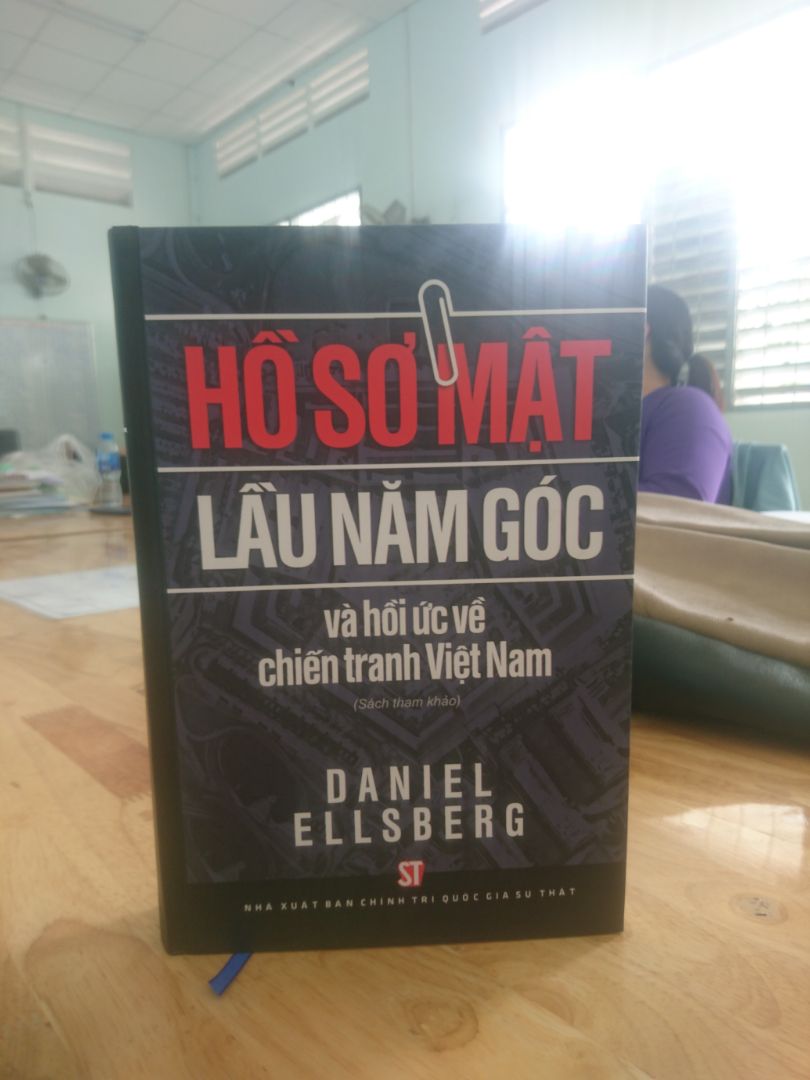 HỒ SƠ MẬT
LẦU NĂM GÓC
và hồi ức về
chiến tranh Việt Nam
(Sách tham khảo)
DANIEL
ELLSBERG
ST
NHÀ XUẤT BẢN CHÍNH TRỊ QUỐC GIA SỰ THẬT